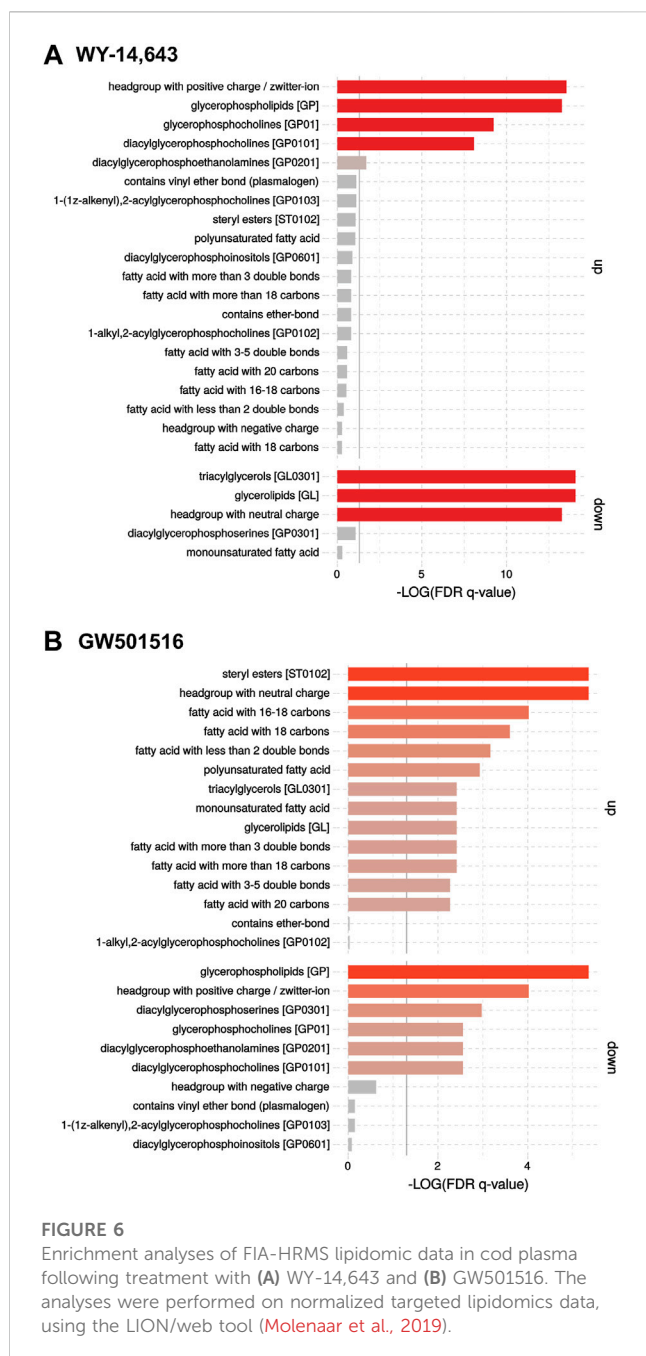 A WY-14,643
headgroup with positive charge / zwitter-ion
glycerophospholipids [GP]
glycerophosphocholines [GP01]
diacylglycerophosphocholines [GP0101]
diacylglycerophosphoethanolamines [GP0201]
contains vinyl ether bond (plasmalogen)
1-(1z-alkenyl),2-acylglycerophosphocholines [GP0103]
steryl esters [ST0102]
polyunsaturated fatty acid
diacylglycerophosphoinositols [GP0601]
fatty acid with more than 3 double bonds
fatty acid with more than 18 carbons
contains ether-bond
1-alkyl,2-acylglycerophosphocholines [GP0102]
fatty acid with 3-5 double bonds
fatty acid with 20 carbons
fatty acid with 16-18 carbons
fatty acid with less than 2 double bonds
headgroup with negative charge
fatty acid with 18 carbons
up
triacylglycerols [GL0301]
glycerolipids [GL]
headgroup with neutral charge
diacylglycerophosphoserines [GP0301]
monounsaturated fatty acid
down
0 5 10
-LOG(FDR q-value)
B GW501516
steryl esters [ST0102]
headgroup with neutral charge
fatty acid with 16-18 carbons
fatty acid with 18 carbons
fatty acid with less than 2 double bonds
polyunsaturated fatty acid
triacylglycerols [GL0301]
monounsaturated fatty acid
glycerolipids [GL]
fatty acid with more than 3 double bonds
fatty acid with more than 18 carbons
fatty acid with 3-5 double bonds
fatty acid with 20 carbons
contains ether-bond
1-alkyl,2-acylglycerophosphocholines [GP0102]
up
glycerophospholipids [GP]
headgroup with positive charge / zwitter-ion
diacylglycerophosphoserines [GP0301]
glycerophosphocholines [GP01]
diacylglycerophosphoethanolamines [GP0201]
diacylglycerophosphocholines [GP0101]
headgroup with negative charge
contains vinyl ether bond (plasmalogen)
1-(1z-alkenyl),2-acylglycerophosphocholines [GP0103]
diacylglycerophosphoinositols [GP0601]
down
0 2 4
-LOG(FDR q-value)
FIGURE 6
Enrichment analyses of FIA-HRMS lipidomic data in cod plasma
following treatment with (A) WY-14,643 and (B) GW501516. The
analyses were performed on normalized targeted lipidomics data,
using the LION/web tool (Molenaar et al., 2019).